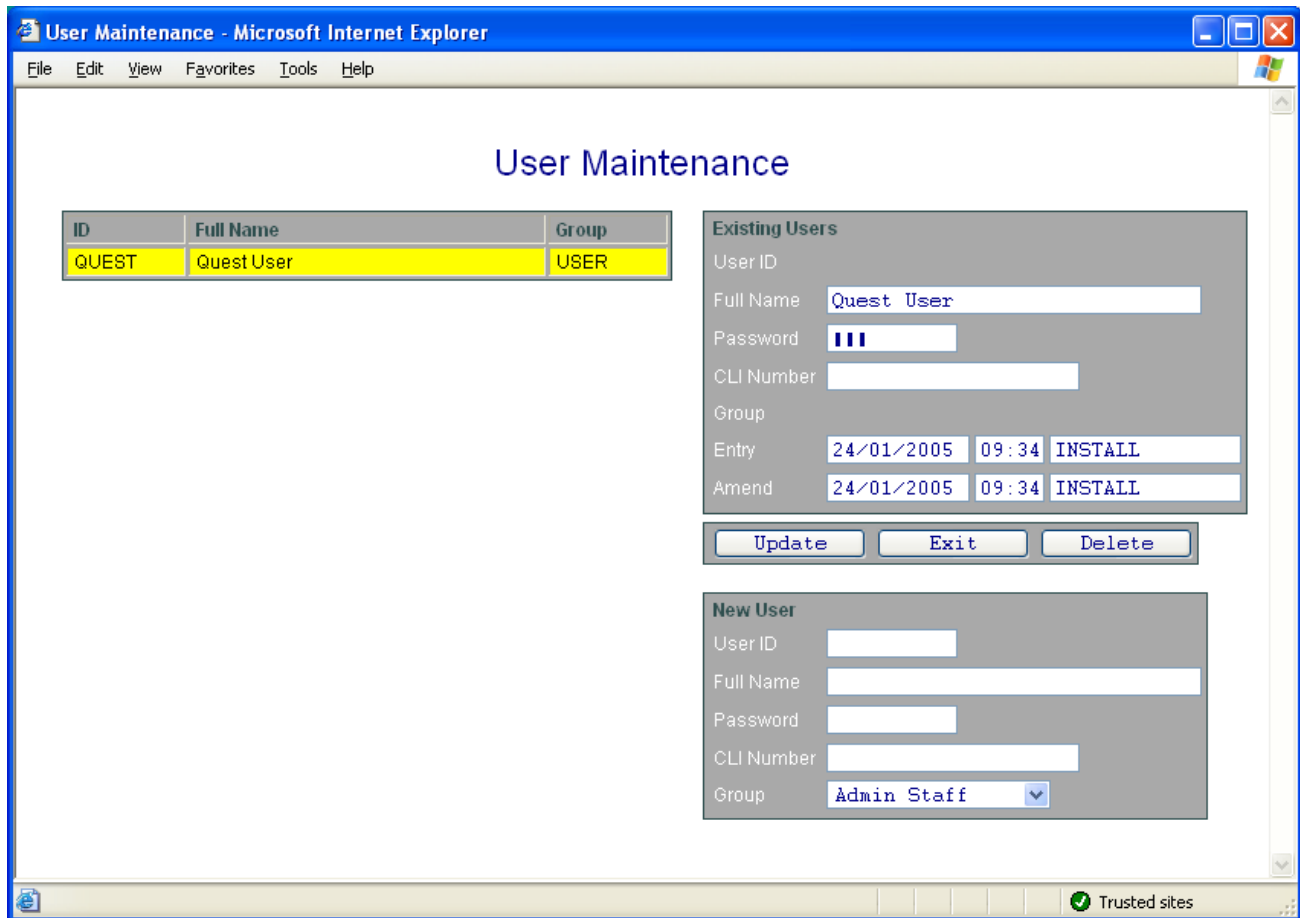 User Maintenance - Microsoft Internet Explorer
File Edit View Favorites Tools Help
User Maintenance
ID Full Name Group
QUEST Quest User USER
Existing Users
User ID
Full Name Quest User
Password
CLI Number
Group
Entry 24/01/2005 09:34 INSTALL
Amend 24/01/2005 09:34 INSTALL
Update Exit Delete
New User
User ID
Full Name
Password
CLI Number
Group Admin Staff
Trusted sites